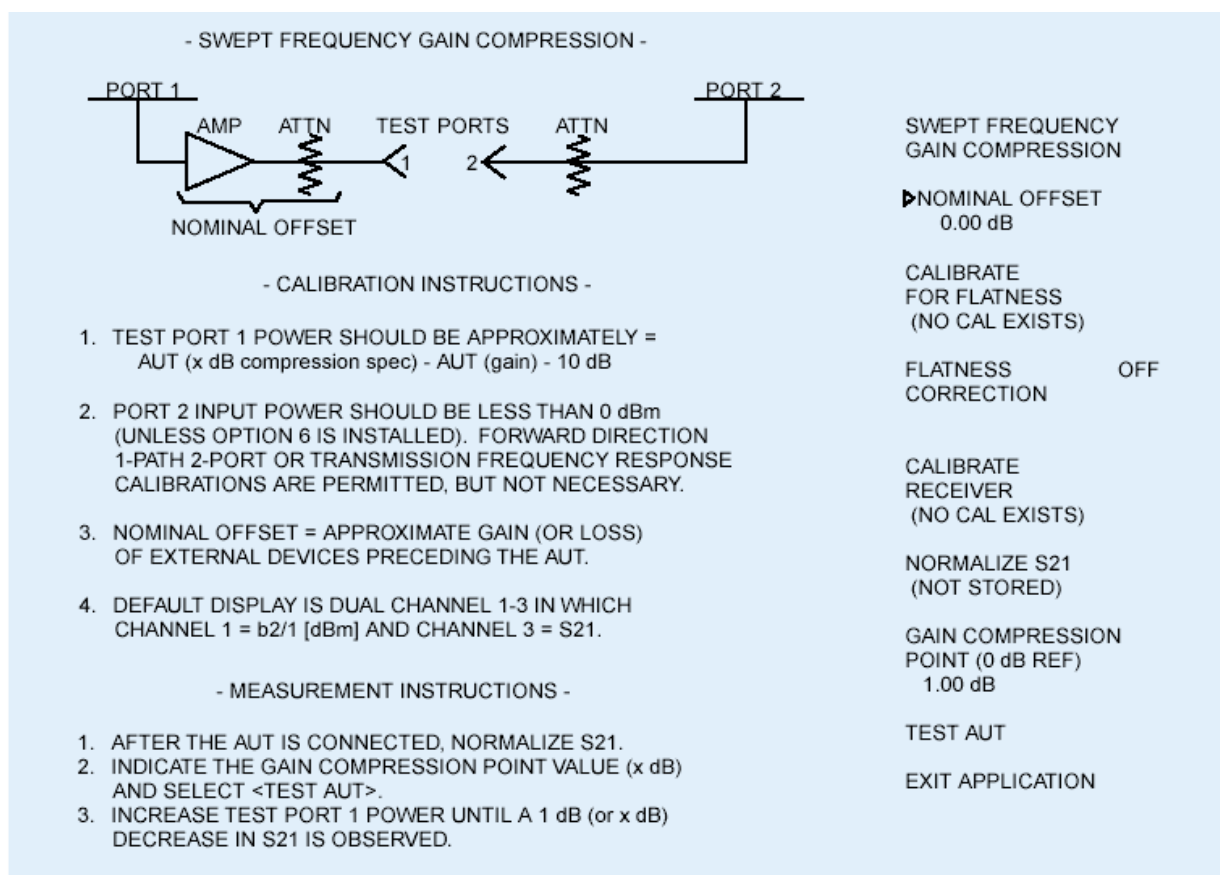 - SWEPT FREQUENCY GAIN COMPRESSION -
PORT 1
PORT 2
AMP
ATTN
TEST PORTS
ATTN
1
2
NOMINAL OFFSET
- CALIBRATION INSTRUCTIONS -
1. TEST PORT 1 POWER SHOULD BE APPROXIMATELY =
AUT (x dB compression spec) - AUT (gain) - 10 dB
2. PORT 2 INPUT POWER SHOULD BE LESS THAN 0 dBm
(UNLESS OPTION 6 IS INSTALLED). FORWARD DIRECTION
1-PATH 2-PORT OR TRANSMISSION FREQUENCY RESPONSE
CALIBRATIONS ARE PERMITTED, BUT NOT NECESSARY.
3. NOMINAL OFFSET = APPROXIMATE GAIN (OR LOSS)
OF EXTERNAL DEVICES PRECEDING THE AUT.
4. DEFAULT DISPLAY IS DUAL CHANNEL 1-3 IN WHICH
CHANNEL 1 = b2/1 [dBm] AND CHANNEL 3 = S21.
- MEASUREMENT INSTRUCTIONS -
1. AFTER THE AUT IS CONNECTED, NORMALIZE S21.
2. INDICATE THE GAIN COMPRESSION POINT VALUE (x dB)
AND SELECT <TEST AUT>.
3. INCREASE TEST PORT 1 POWER UNTIL A 1 dB (or x dB)
DECREASE IN S21 IS OBSERVED.
SWEPT FREQUENCY
GAIN COMPRESSION
NOMINAL OFFSET
0.00 dB
CALIBRATE
FOR FLATNESS
(NO CAL EXISTS)
FLATNESS OFF
CORRECTION
CALIBRATE
RECEIVER
(NO CAL EXISTS)
NORMALIZE S21
(NOT STORED)
GAIN COMPRESSION
POINT (0 dB REF)
1.00 dB
TEST AUT
EXIT APPLICATION